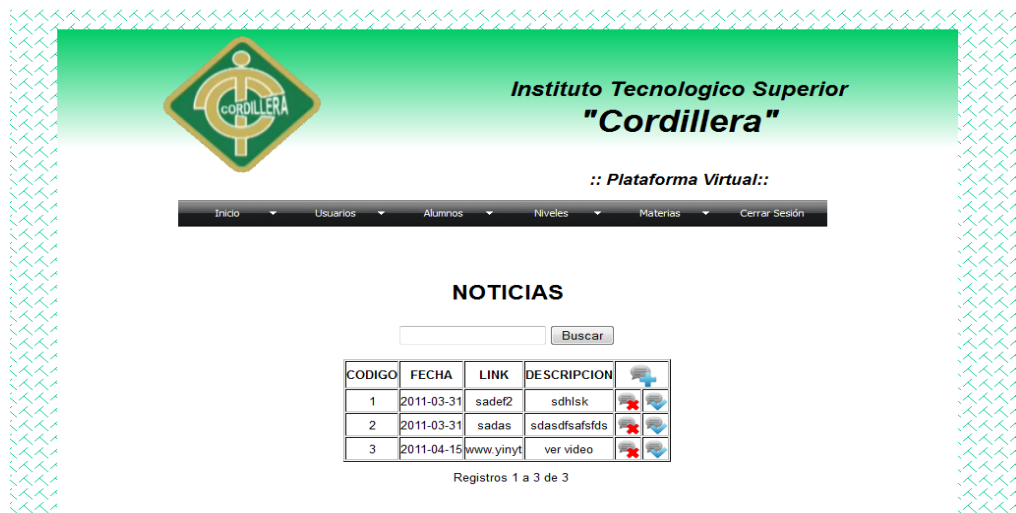 CORDILLERA
Instituto Tecnologico Superior
"Cordillera"
:: Plataforma Virtual::
Inicio Usuarios Alumnos Niveles Materias Cerrar Sesión
NOTICIAS
Buscar
CODIGO FECHA LINK DESCRIPCION
1 2011-03-31 sadef2 sdhlsk
2 2011-03-31 sadas sdasdfsafsfds
3 2011-04-15 www.yinyt ver video
Registros 1 a 3 de 3